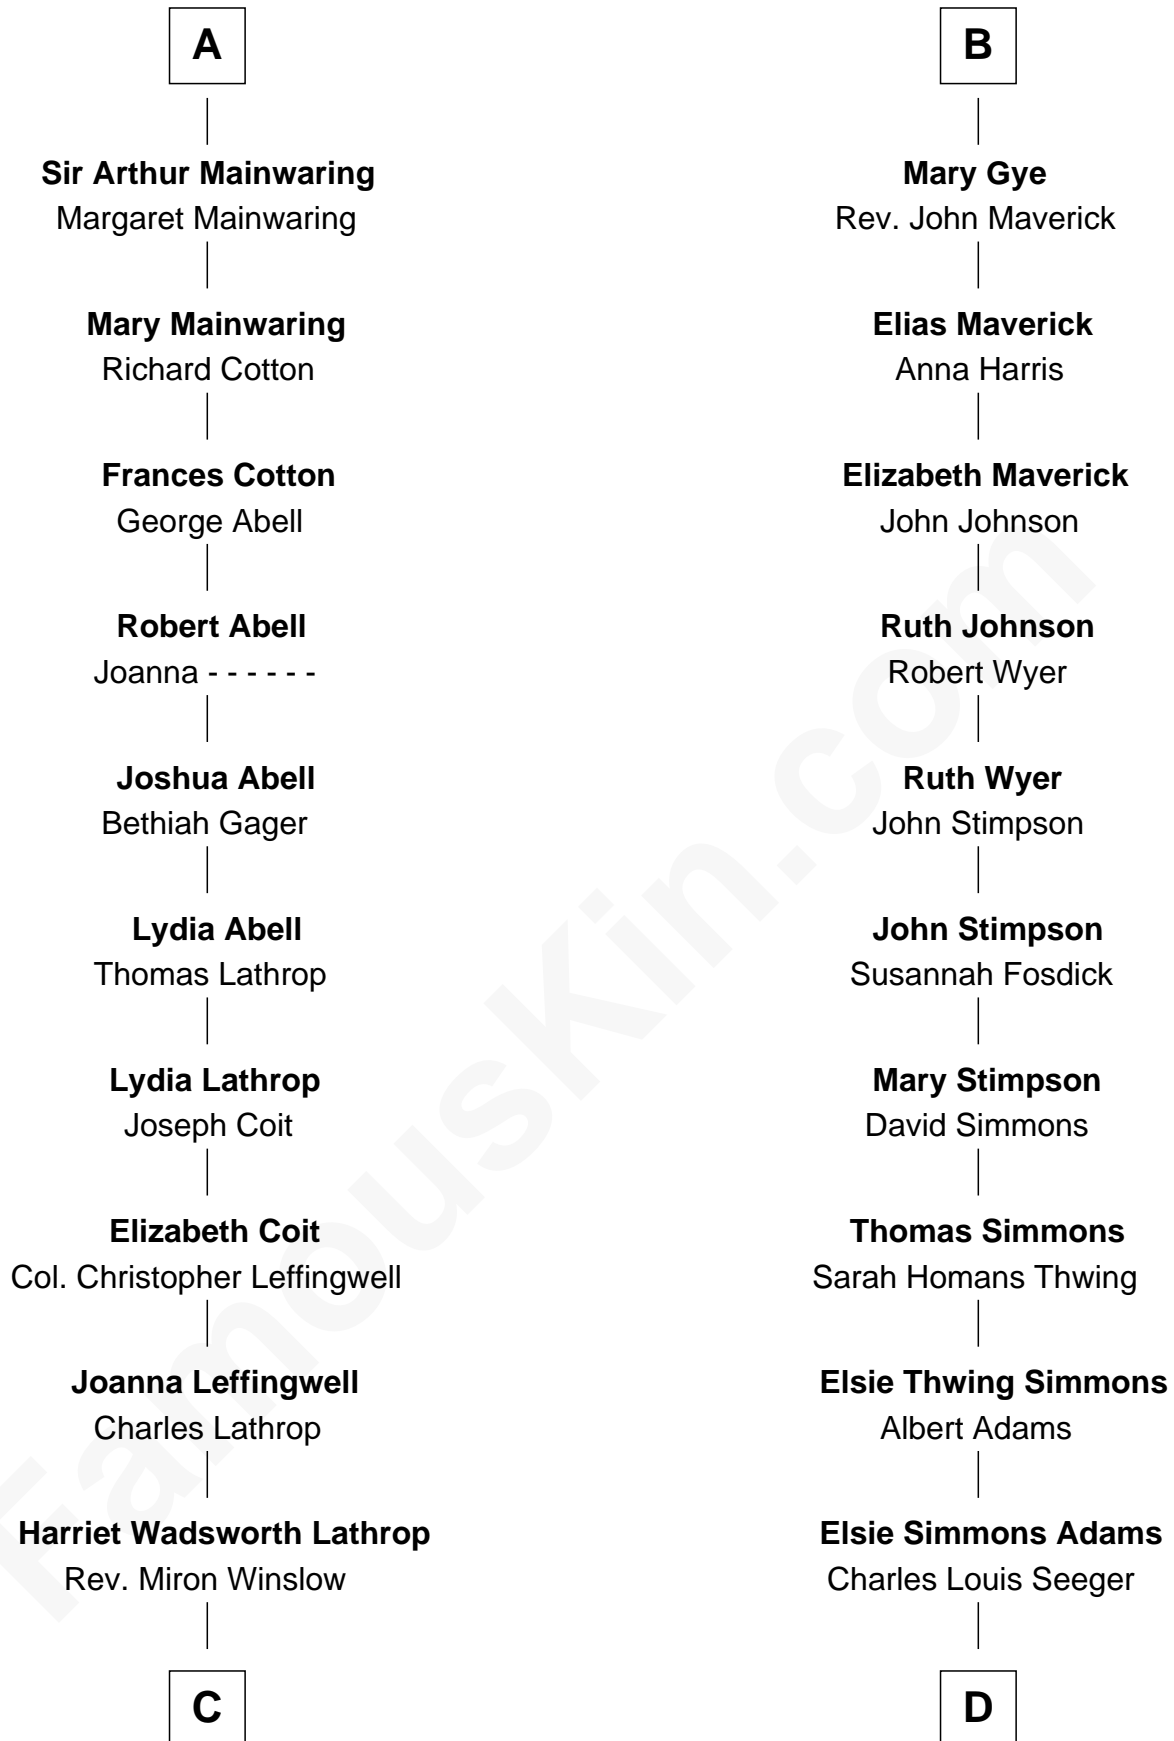 A
Sir Arthur Mainwaring
Margaret Mainwaring
Mary Mainwaring
Richard Cotton
Frances Cotton
George Abell
Robert Abell
Joanna - - - - - -
Joshua Abell
Bethiah Gager
Lydia Abell
Thomas Lathrop
Lydia Lathrop
Joseph Coit
Elizabeth Coit
Col. Christopher Leffingwell
Joanna Leffingwell
Charles Lathrop
Harriet Wadsworth Lathrop
Rev. Miron Winslow
C
B
Mary Gye
Rev. John Maverick
Elias Maverick
Anna Harris
Elizabeth Maverick
John Johnson
Ruth Johnson
Robert Wyer
Ruth Wyer
John Stimpson
John Stimpson
Susannah Fosdick
Mary Stimpson
David Simmons
Thomas Simmons
Sarah Homans Thwing
Elsie Thwing Simmons
Albert Adams
Elsie Simmons Adams
Charles Louis Seeger
D
FamousKin.com